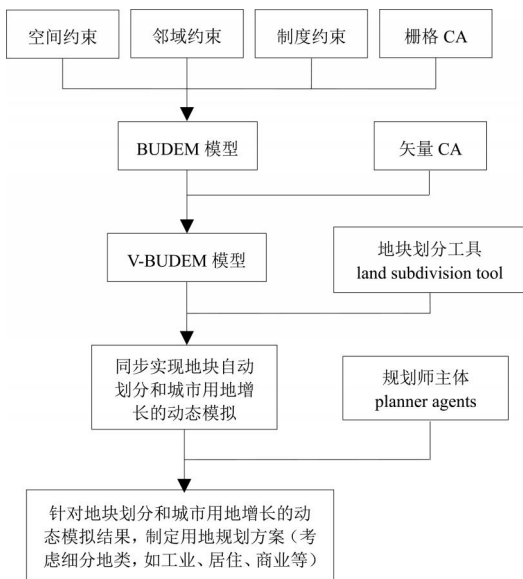 空间约束
邻域约束
制度约束
栅格 CA
BUDEM 模型
矢量 CA
V-BUDEM 模型
地块划分工具
land subdivision tool
同步实现地块自动
划分和城市用地增
长的动态模拟
规划师主体
planner agents
针对地块划分和城市用地增长的动
态模拟结果，制定用地规划方案（考
虑细分地类，如工业、居住、商业等）